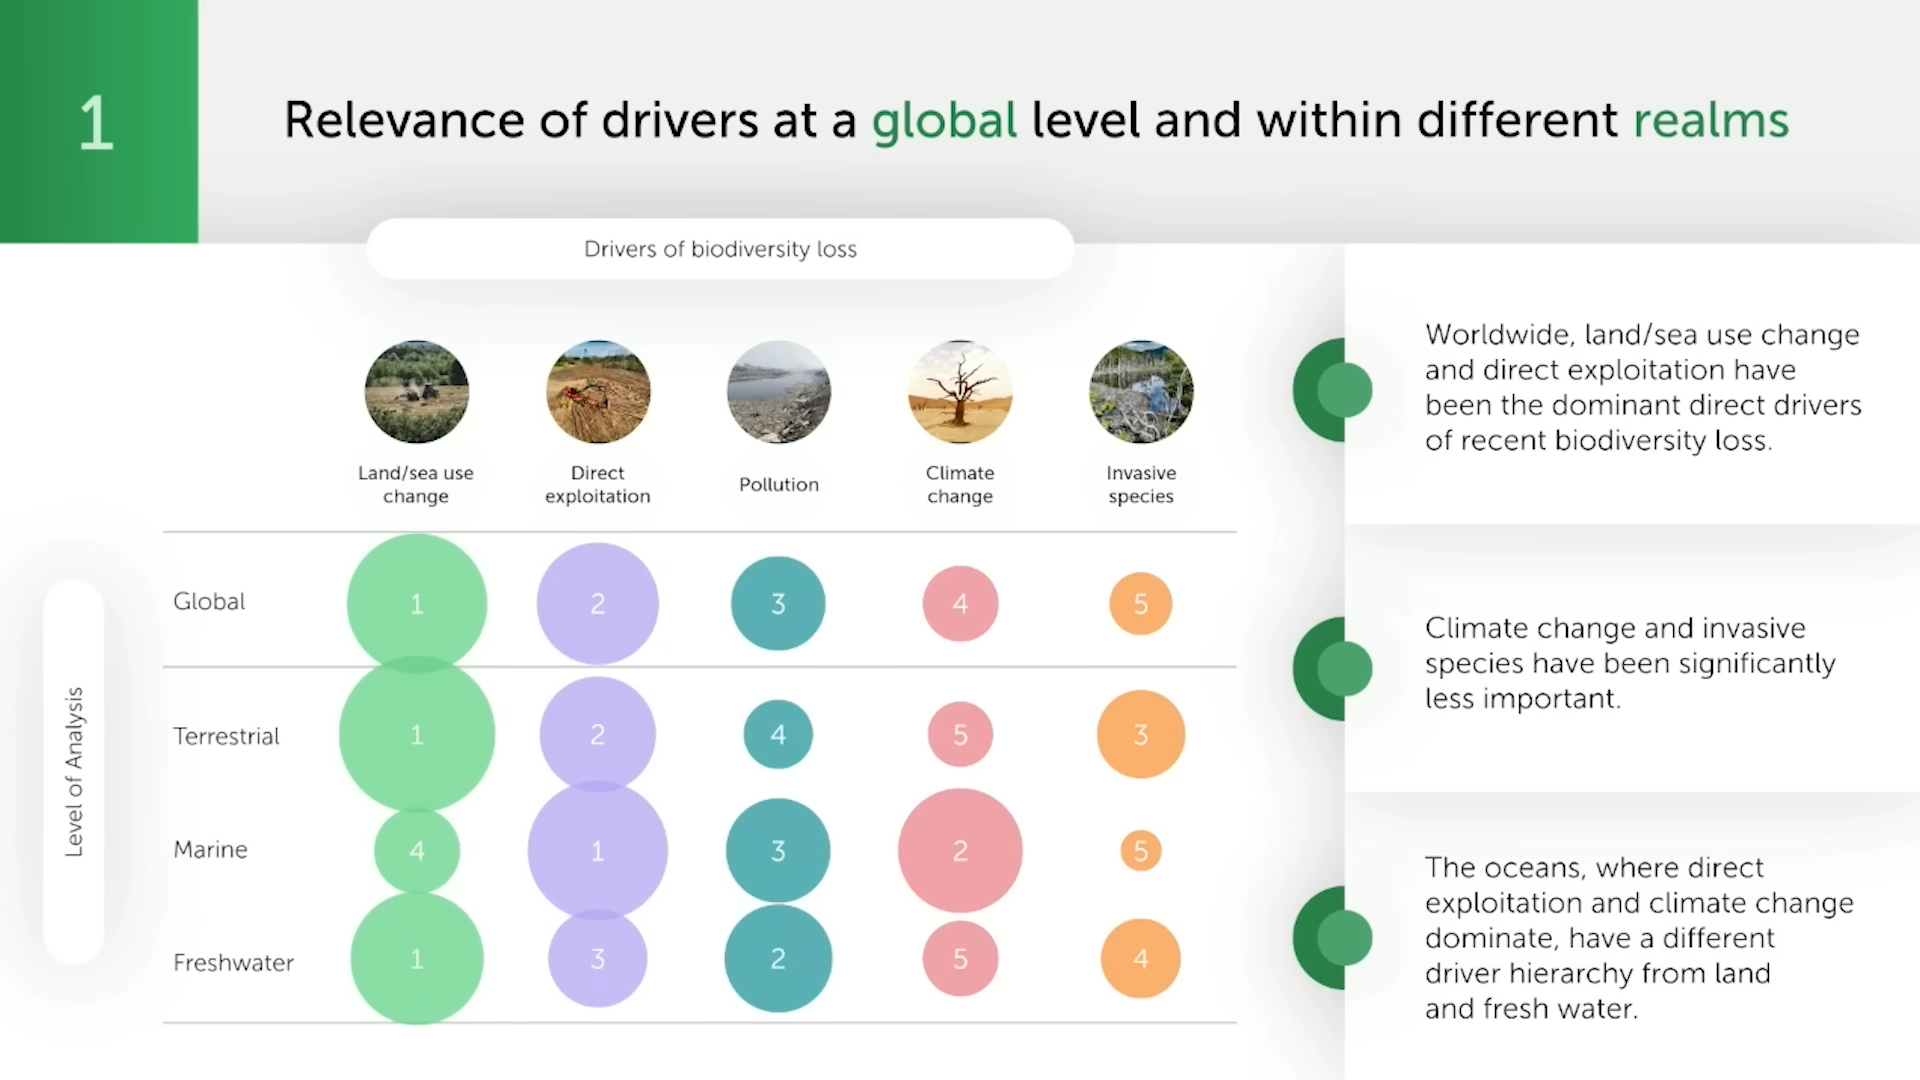 1
Relevance of drivers at a global level and within different realms
Drivers of biodiversity loss
Land/sea use
change
Direct
exploitation
Pollution
Climate
change
Invasive
species
Level of Analysis
Global 1 2 3 4 5
Terrestrial 1 2 4 5 3
Marine 4 1 3 2 5
Freshwater 1 3 2 5 4
Worldwide, land/sea use change
and direct exploitation have
been the dominant direct drivers
of recent biodiversity loss.
Climate change and invasive
species have been significantly
less important.
The oceans, where direct
exploitation and climate change
dominate, have a different
driver hierarchy from land
and fresh water.